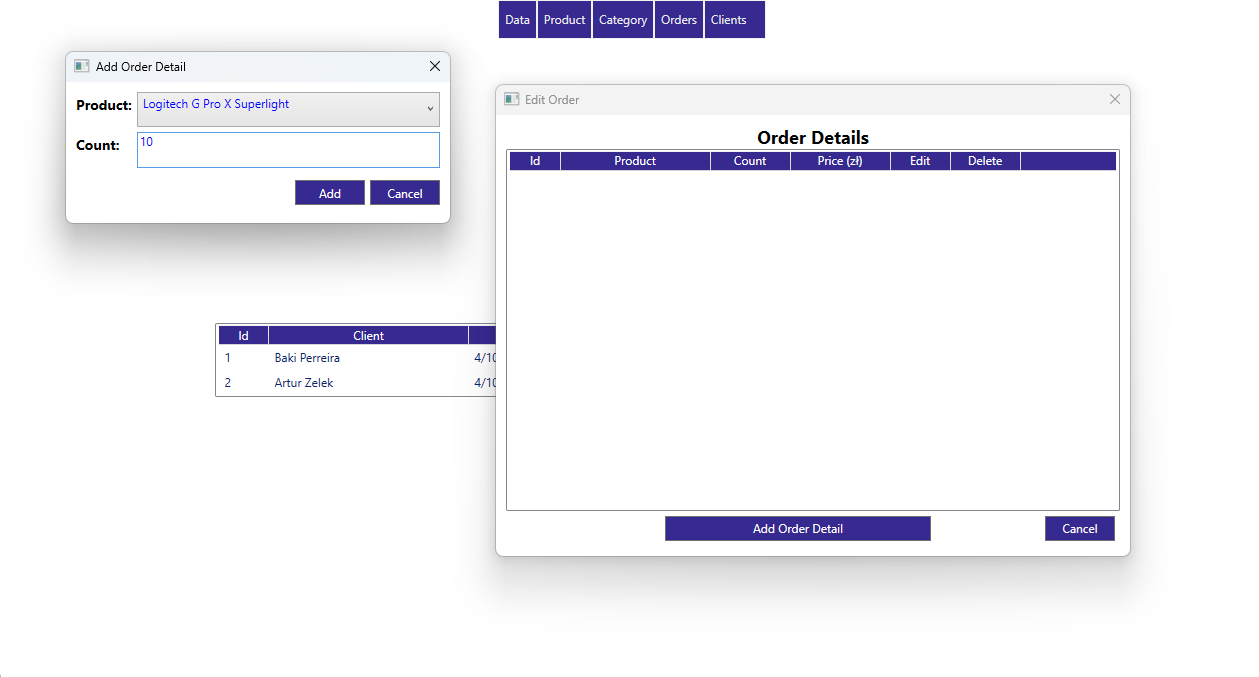 Data Product Category Orders Clients
Add Order Detail
Product: Logitech G Pro X Superlight
Count: 10
Add Cancel
Edit Order
Order Details
Id Product Count Price (zł) Edit Delete
Add Order Detail Cancel
Id Client
1 Baki Perreira 4/10
2 Artur Zelek 4/10